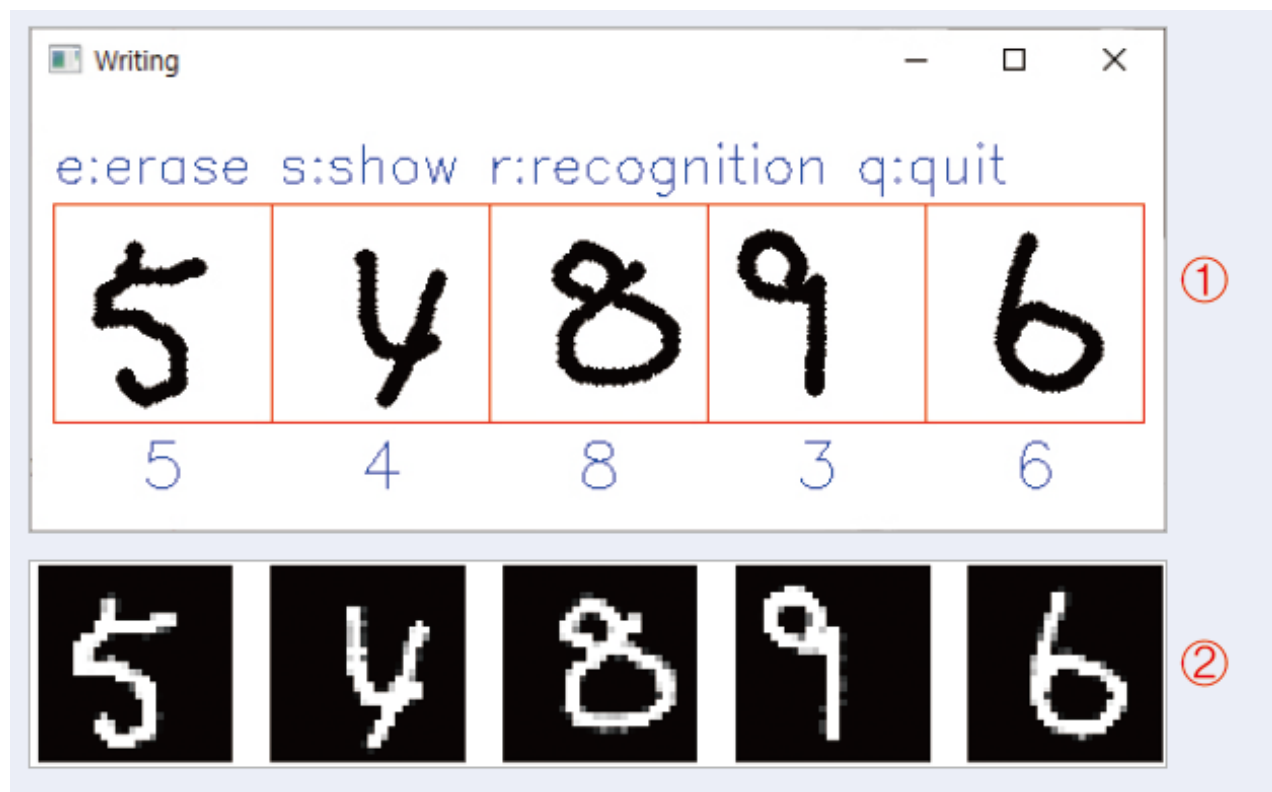 Writing
e:erase s:show r:recognition q:quit
5 4 8 9 6
①
5 4 8 3 6
5 4 8 9 6
②